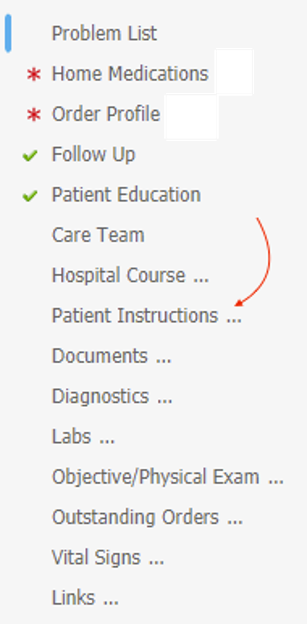 Problem List
* Home Medications
* Order Profile
✓ Follow Up
✓ Patient Education
Care Team
Hospital Course ...
Patient Instructions ...
Documents ...
Diagnostics ...
Labs ...
Objective/Physical Exam ...
Outstanding Orders ...
Vital Signs ...
Links ...